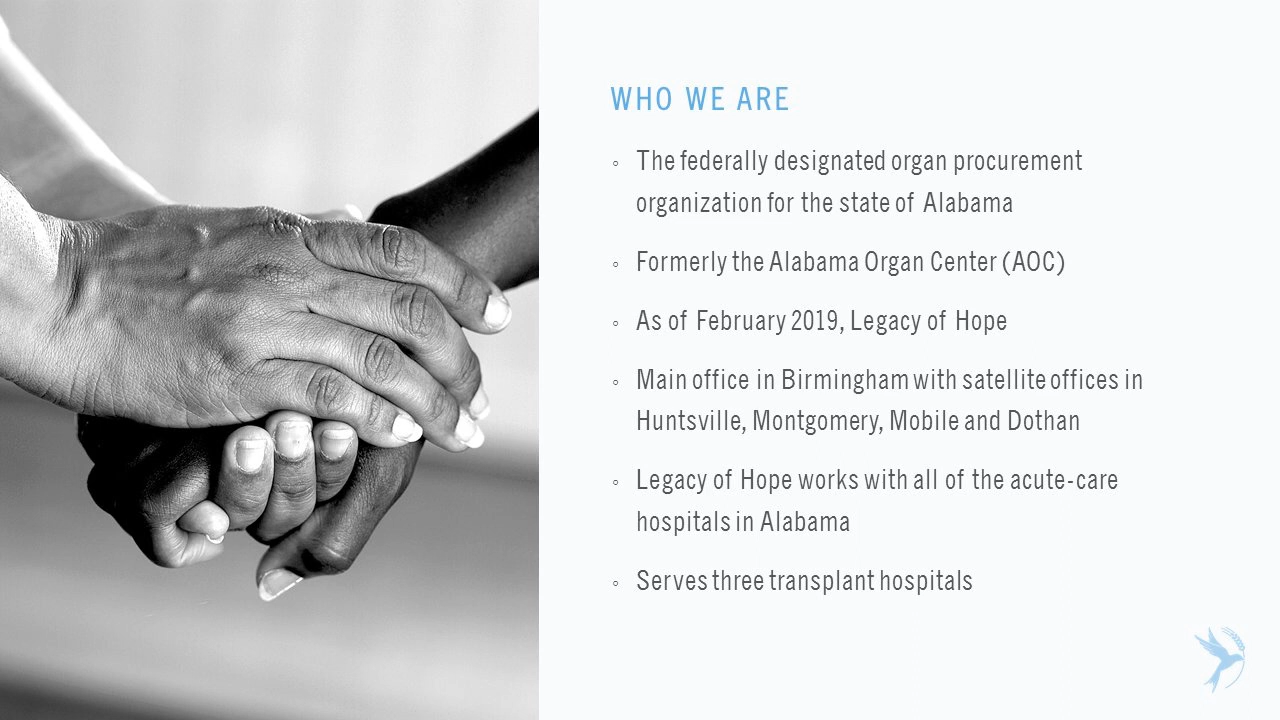 WHO WE ARE
◦ The federally designated organ procurement
organization for the state of Alabama
◦ Formerly the Alabama Organ Center (AOC)
◦ As of February 2019, Legacy of Hope
◦ Main office in Birmingham with satellite offices in
Huntsville, Montgomery, Mobile and Dothan
◦ Legacy of Hope works with all of the acute-care
hospitals in Alabama
◦ Serves three transplant hospitals